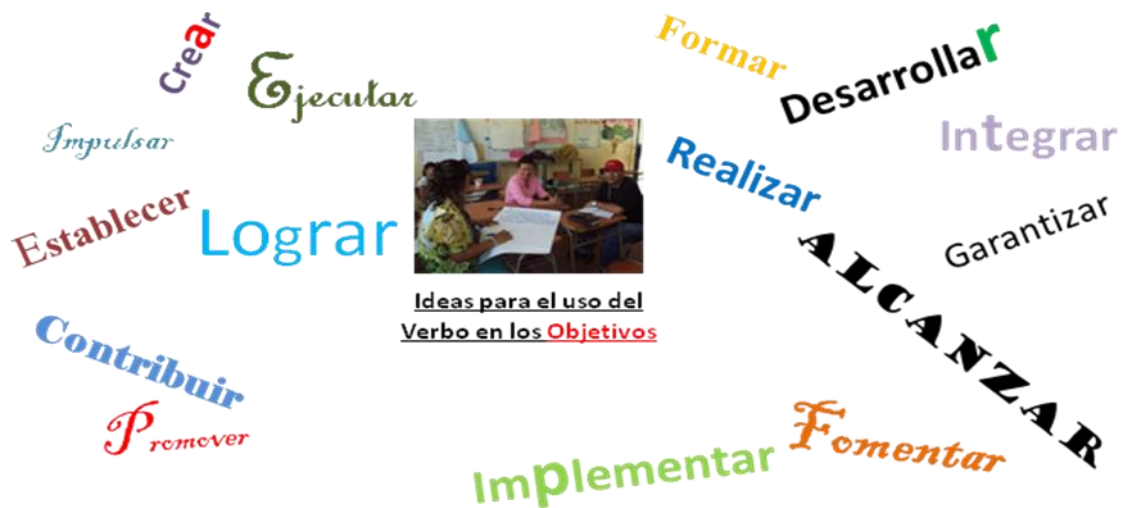 Crear
Ejecutar
Formar
Desarrollar
Impulsar
Integrar
Realizar
Establecer
Lograr
Garantizar
ALCANZAR
Ideas para el uso del
Verbo en los Objetivos
Contribuir
Promover
Fomentar
Implementar